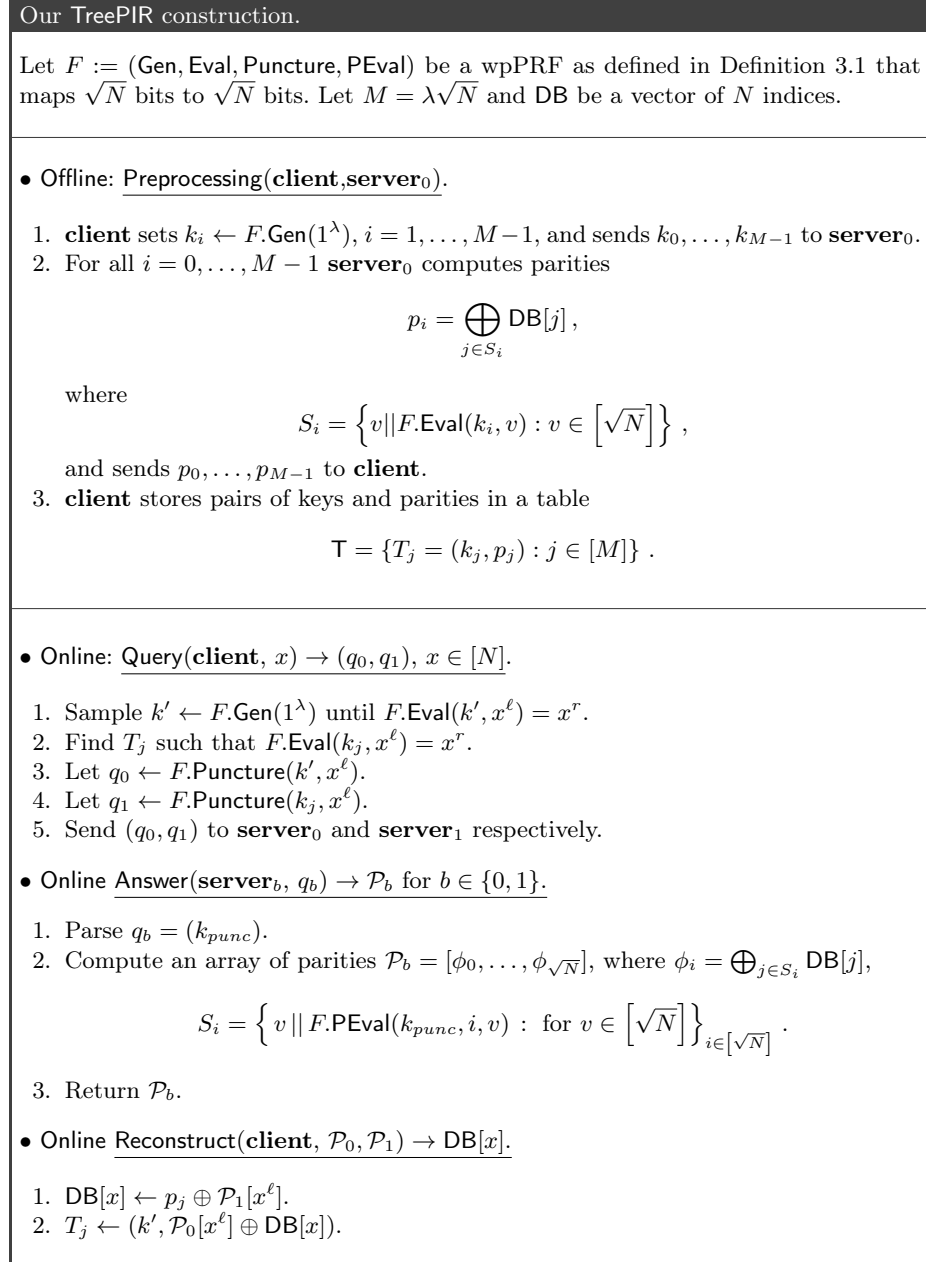 Our TreePIR construction.
Let F := (Gen, Eval, Puncture, PEval) be a wpPRF as defined in Definition 3.1 that
maps √N bits to √N bits. Let M = λ√N and DB be a vector of N indices.
• Offline: Preprocessing(client,server₀).
1. client sets kᵢ ← F.Gen(1^λ), i = 1, . . . , M−1, and sends k₀, . . . , k_{M−1} to server₀.
2. For all i = 0, . . . , M − 1 server₀ computes parities
pᵢ = ⨁_{j∈Sᵢ} DB[j] ,
where
Sᵢ = { v||F.Eval(kᵢ, v) : v ∈ [√N] } ,
and sends p₀, . . . , p_{M−1} to client.
3. client stores pairs of keys and parities in a table
T = {Tⱼ = (kⱼ, pⱼ) : j ∈ [M]} .
• Online: Query(client, x) → (q₀, q₁), x ∈ [N].
1. Sample k′ ← F.Gen(1^λ) until F.Eval(k′, x^ℓ) = x^r.
2. Find Tⱼ such that F.Eval(kⱼ, x^ℓ) = x^r.
3. Let q₀ ← F.Puncture(k′, x^ℓ).
4. Let q₁ ← F.Puncture(kⱼ, x^ℓ).
5. Send (q₀, q₁) to server₀ and server₁ respectively.
• Online Answer(server_b, q_b) → 𝒫_b for b ∈ {0, 1}.
1. Parse q_b = (k_{punc}).
2. Compute an array of parities 𝒫_b = [ϕ₀, . . . , ϕ_{√N}], where ϕᵢ = ⨁_{j∈Sᵢ} DB[j],
Sᵢ = { v || F.PEval(k_{punc}, i, v) : for v ∈ [√N] }_{i∈[√N]} .
3. Return 𝒫_b.
• Online Reconstruct(client, 𝒫₀, 𝒫₁) → DB[x].
1. DB[x] ← pⱼ ⊕ 𝒫₁[x^ℓ].
2. Tⱼ ← (k′, 𝒫₀[x^ℓ] ⊕ DB[x]).